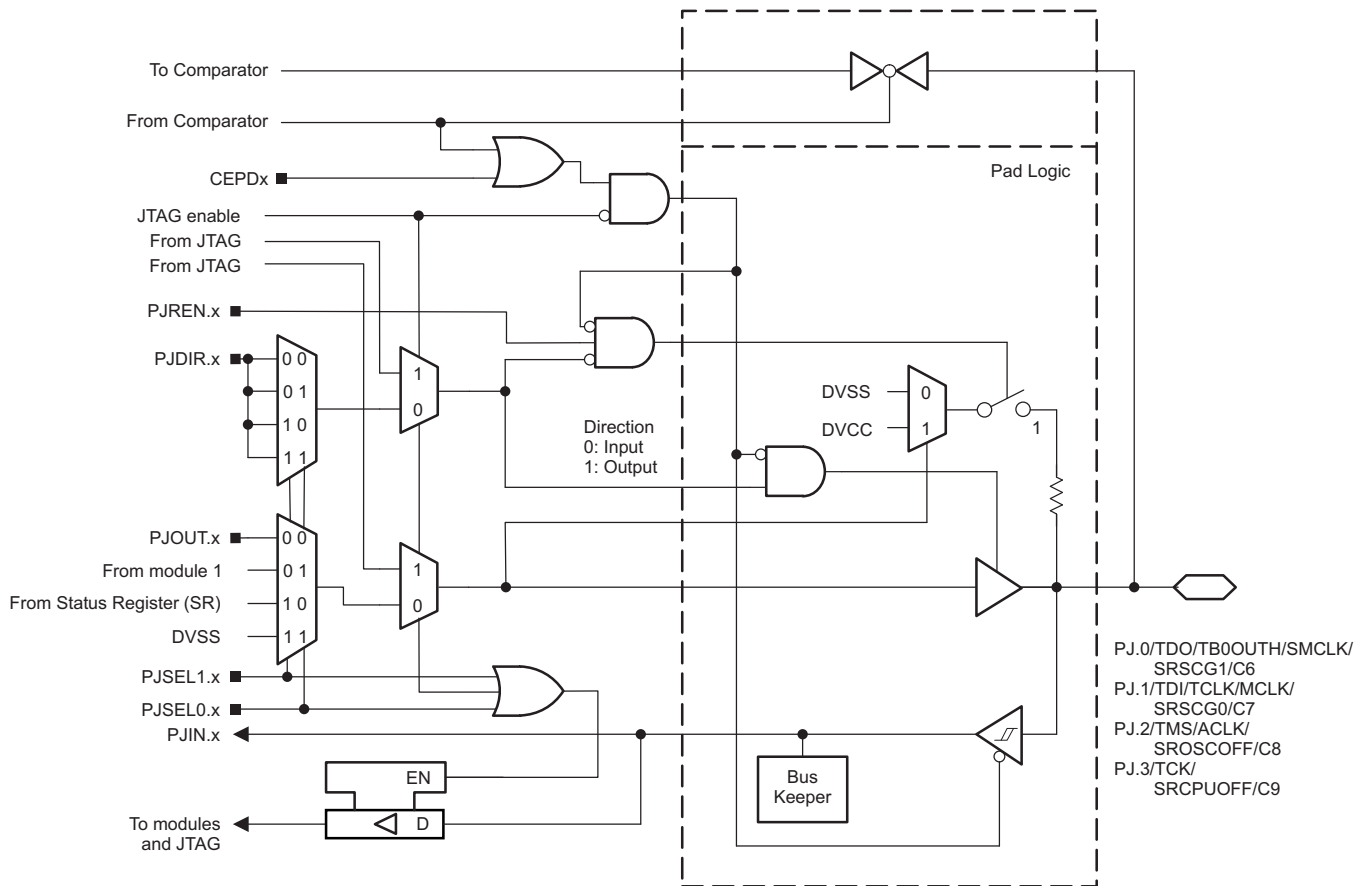 To Comparator
From Comparator
Pad Logic
CEPDx
JTAG enable
From JTAG
From JTAG
PJREN.x
PJDIR.x
0 0
0 1
1 0
1 1
1
0
Direction
0: Input
1: Output
DVSS
DVCC
0
1
1
PJOUT.x
From module 1
From Status Register (SR)
DVSS
0 0
0 1
1 0
1 1
1
0
PJSEL1.x
PJSEL0.x
PJIN.x
EN
D
To modules
and JTAG
Bus
Keeper
PJ.0/TDO/TB0OUTH/SMCLK/
SRSCG1/C6
PJ.1/TDI/TCLK/MCLK/
SRSCG0/C7
PJ.2/TMS/ACLK/
SROSCOFF/C8
PJ.3/TCK/
SRCPUOFF/C9